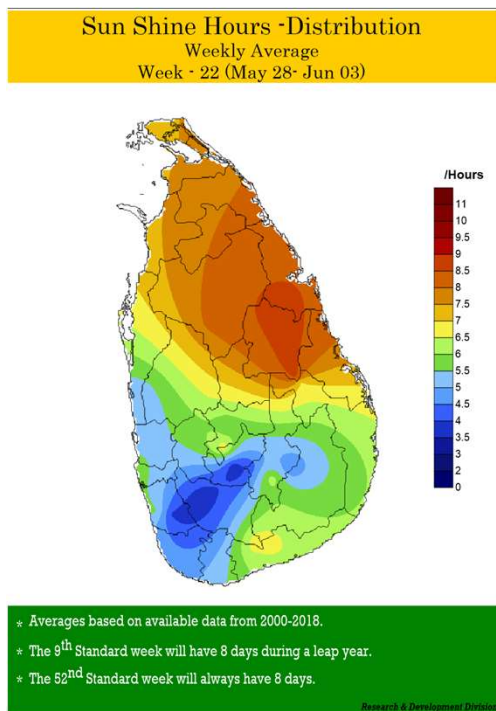 Sun Shine Hours -Distribution
Weekly Average
Week - 22 (May 28- Jun 03)
/Hours
11
10
9.5
9
8.5
8
7.5
7
6.5
6
5.5
5
4.5
4
3.5
3
2
0
* Averages based on available data from 2000-2018.
* The 9th Standard week will have 8 days during a leap year.
* The 52nd Standard week will always have 8 days.
Research & Development Division